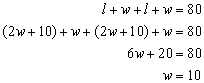 l + w + l + w = 80
(2w + 10) + w + (2w + 10) + w = 80
6w + 20 = 80
w = 10